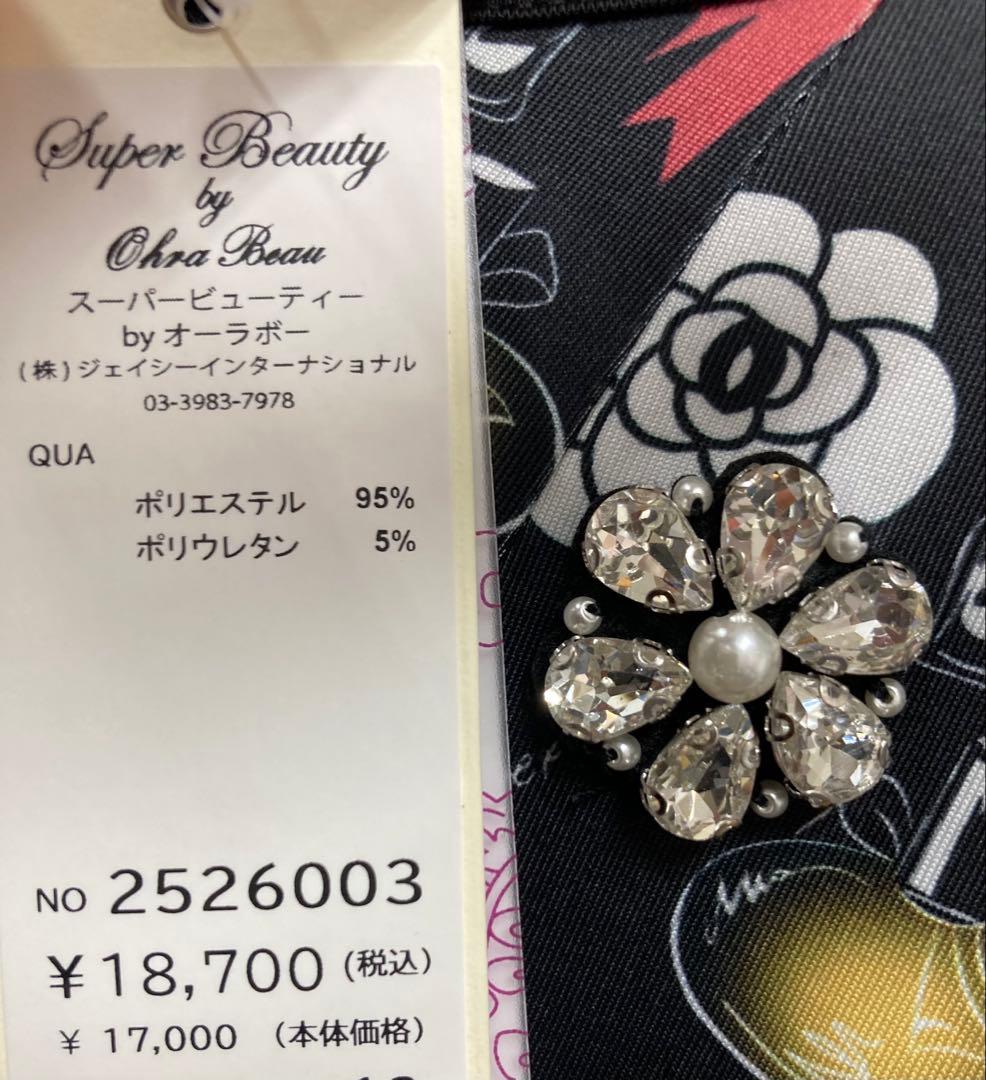 Super Beauty
by
Ohra Beau
スーパービューティー
by オーラボー
(株)ジェイシーインターナショナル
03-3983-7978
QUA
ポリエステル 95%
ポリウレタン 5%
NO 2526003
¥18,700 (税込)
¥ 17,000 (本体価格)